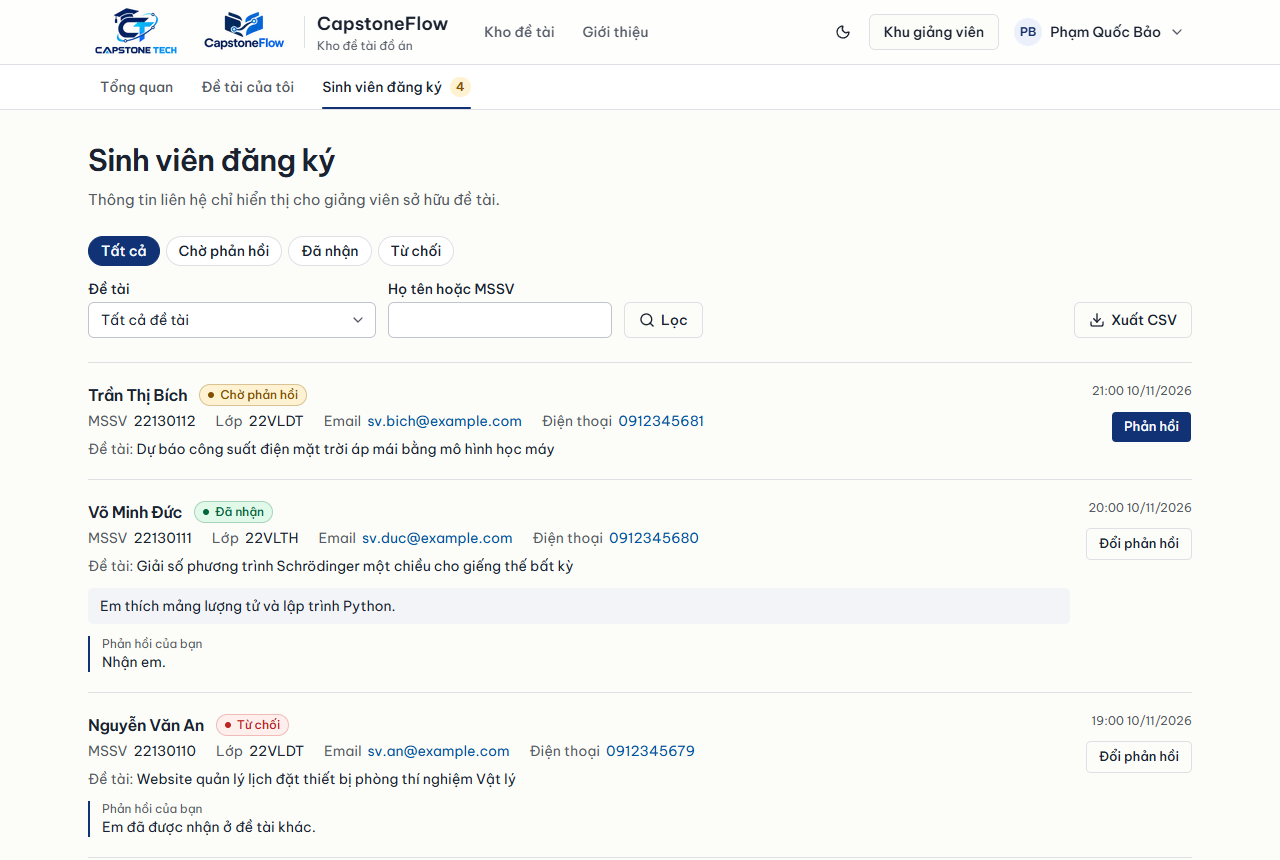 CAPSTONE TECH
CapstoneFlow
CapstoneFlow
Kho đề tài đồ án
Kho đề tài
Giới thiệu
Khu giảng viên
PB
Phạm Quốc Bảo
Tổng quan
Đề tài của tôi
Sinh viên đăng ký 4
Sinh viên đăng ký
Thông tin liên hệ chỉ hiển thị cho giảng viên sở hữu đề tài.
Tất cả
Chờ phản hồi
Đã nhận
Từ chối
Đề tài
Họ tên hoặc MSSV
Tất cả đề tài
Lọc
Xuất CSV
Trần Thị Bích
Chờ phản hồi
21:00 10/11/2026
MSSV 22130112 Lớp 22VLDT Email sv.bich@example.com Điện thoại 0912345681
Phản hồi
Đề tài: Dự báo công suất điện mặt trời áp mái bằng mô hình học máy
Võ Minh Đức
Đã nhận
20:00 10/11/2026
MSSV 22130111 Lớp 22VLTH Email sv.duc@example.com Điện thoại 0912345680
Đổi phản hồi
Đề tài: Giải số phương trình Schrödinger một chiều cho giếng thế bất kỳ
Em thích mảng lượng tử và lập trình Python.
Phản hồi của bạn
Nhận em.
Nguyễn Văn An
Từ chối
19:00 10/11/2026
MSSV 22130110 Lớp 22VLDT Email sv.an@example.com Điện thoại 0912345679
Đổi phản hồi
Đề tài: Website quản lý lịch đặt thiết bị phòng thí nghiệm Vật lý
Phản hồi của bạn
Em đã được nhận ở đề tài khác.